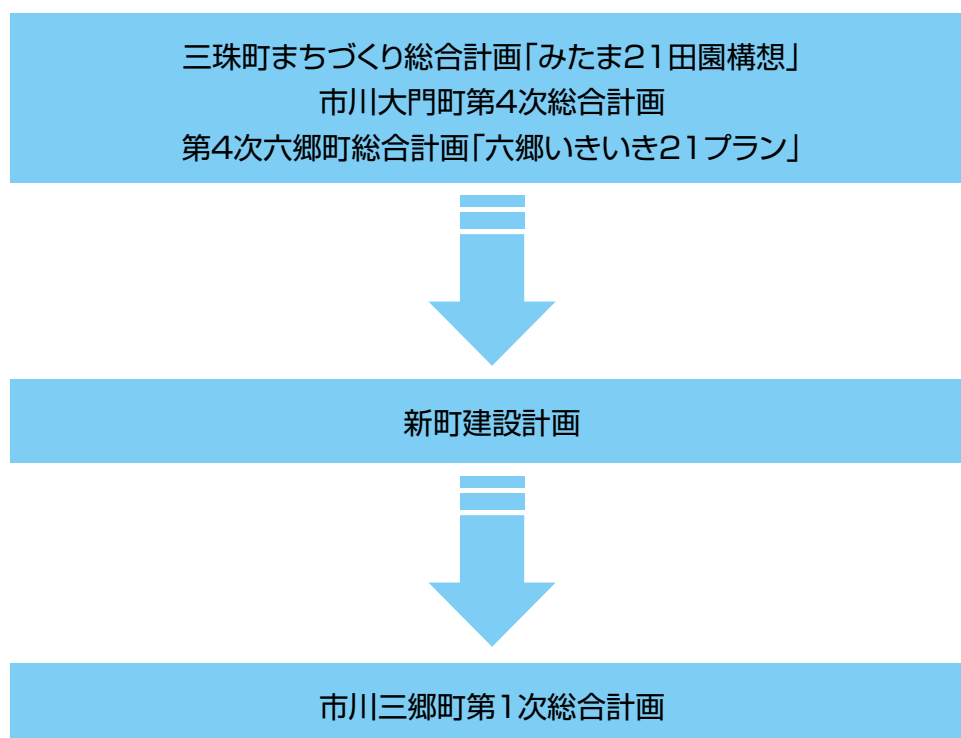 三珠町まちづくり総合計画「みたま21田園構想」
市川大門町第4次総合計画
第4次六郷町総合計画「六郷いきいき21プラン」
新町建設計画
市川三郷町第1次総合計画